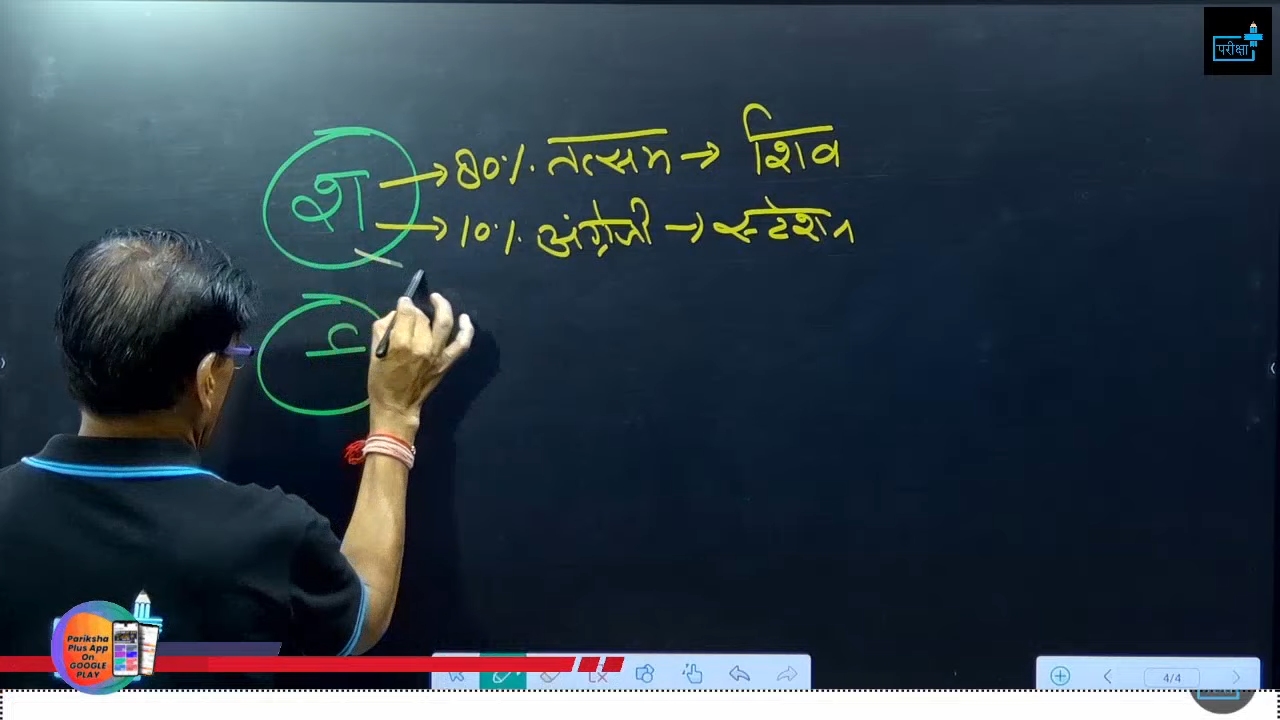 परीक्षा
श → 80% तत्सम → शिव
→ 10% अंग्रेजी → स्टेशन
Pariksha
Plus App
On
GOOGLE
PLAY
4/4